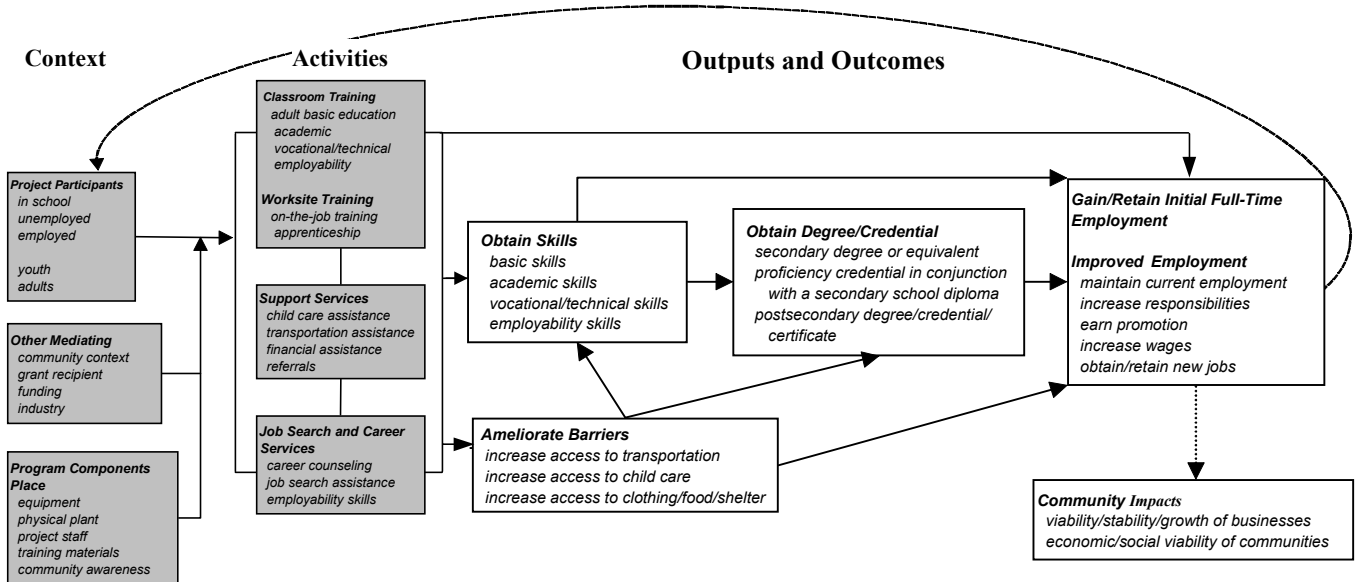 Context
Activities
Outputs and Outcomes
Project Participants
in school
unemployed
employed
youth
adults
Other Mediating
community context
grant recipient
funding
industry
Program Components
Place
equipment
physical plant
project staff
training materials
community awareness
Classroom Training
adult basic education
academic
vocational/technical
employability
Worksite Training
on-the-job training
apprenticeship
Support Services
child care assistance
transportation assistance
financial assistance
referrals
Job Search and Career
Services
career counseling
job search assistance
employability skills
Obtain Skills
basic skills
academic skills
vocational/technical skills
employability skills
Ameliorate Barriers
increase access to transportation
increase access to child care
increase access to clothing/food/shelter
Obtain Degree/Credential
secondary degree or equivalent
proficiency credential in conjunction
with a secondary school diploma
postsecondary degree/credential/
certificate
Gain/Retain Initial Full-Time
Employment
Improved Employment
maintain current employment
increase responsibilities
earn promotion
increase wages
obtain/retain new jobs
Community Impacts
viability/stability/growth of businesses
economic/social viability of communities